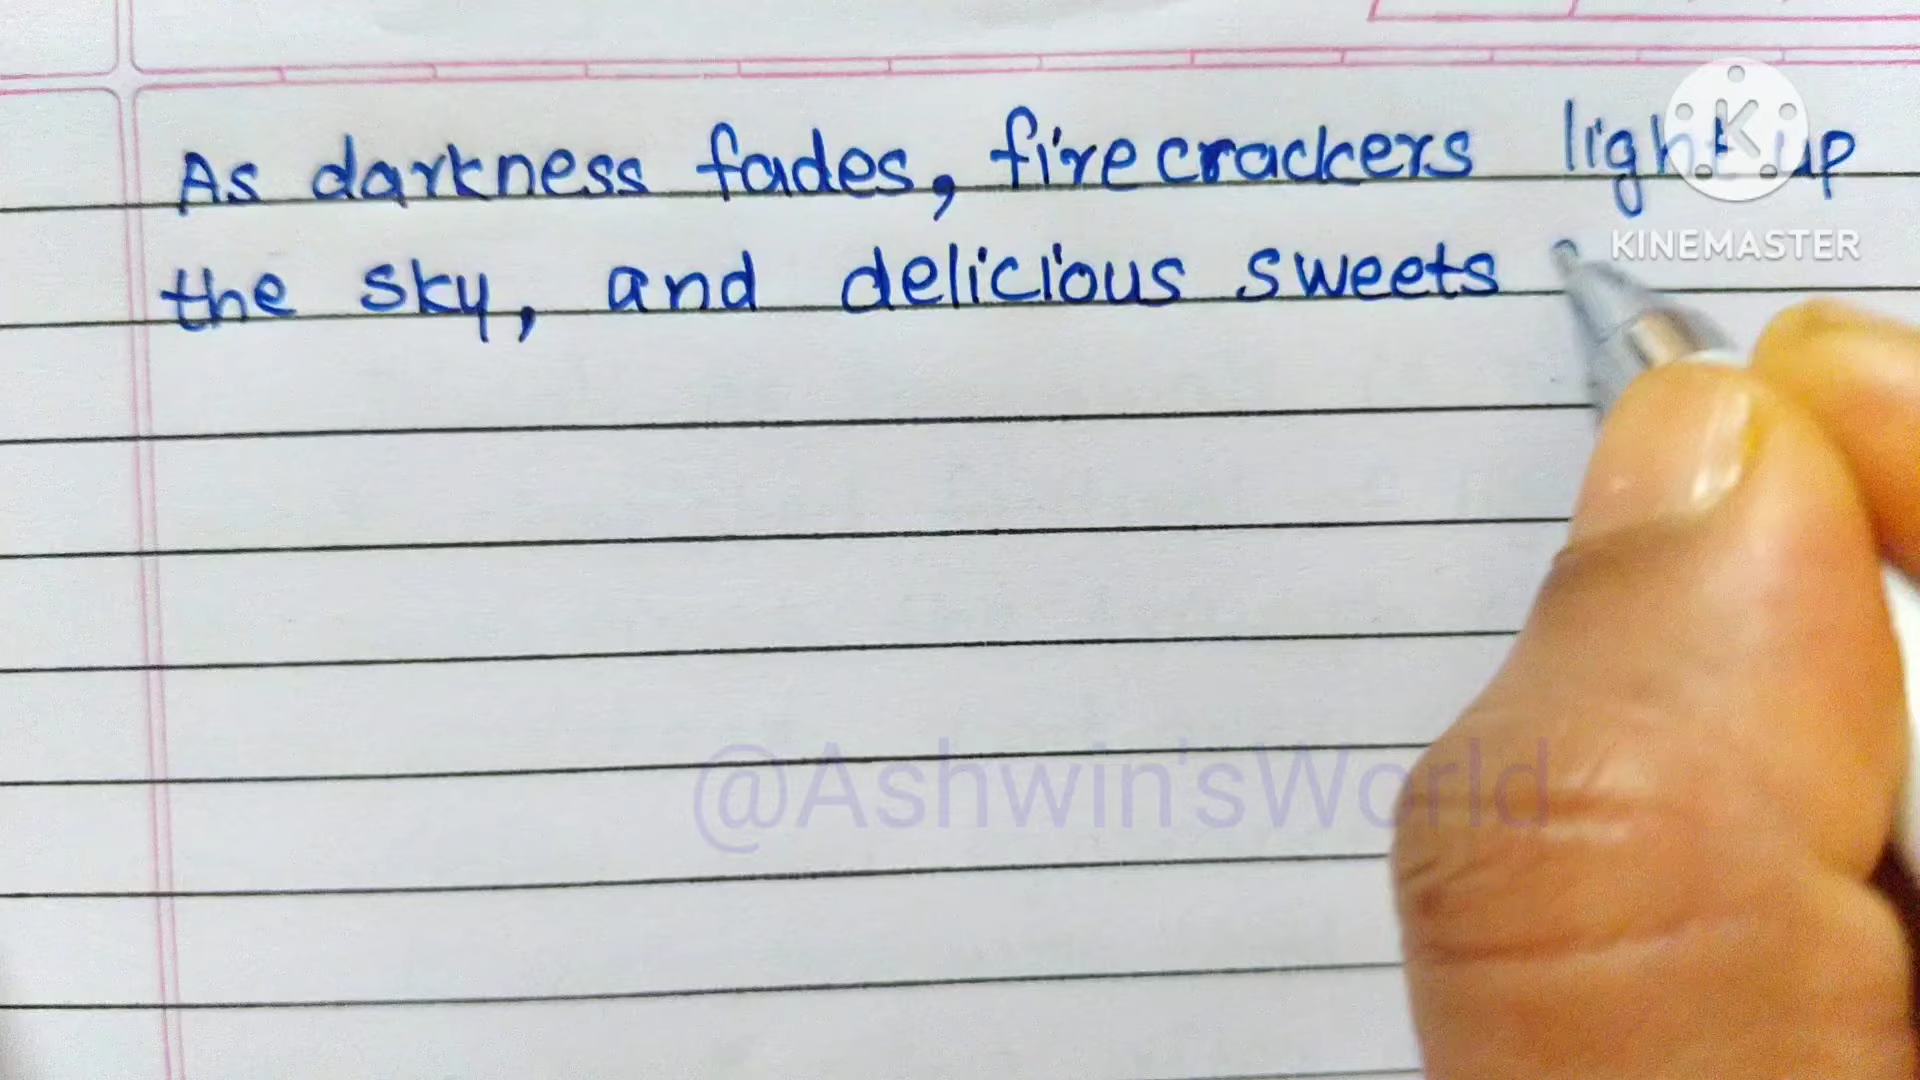 As darkness fades, firecrackers light up
KINEMASTER
the sky, and delicious sweets
@Ashwin'sWorld